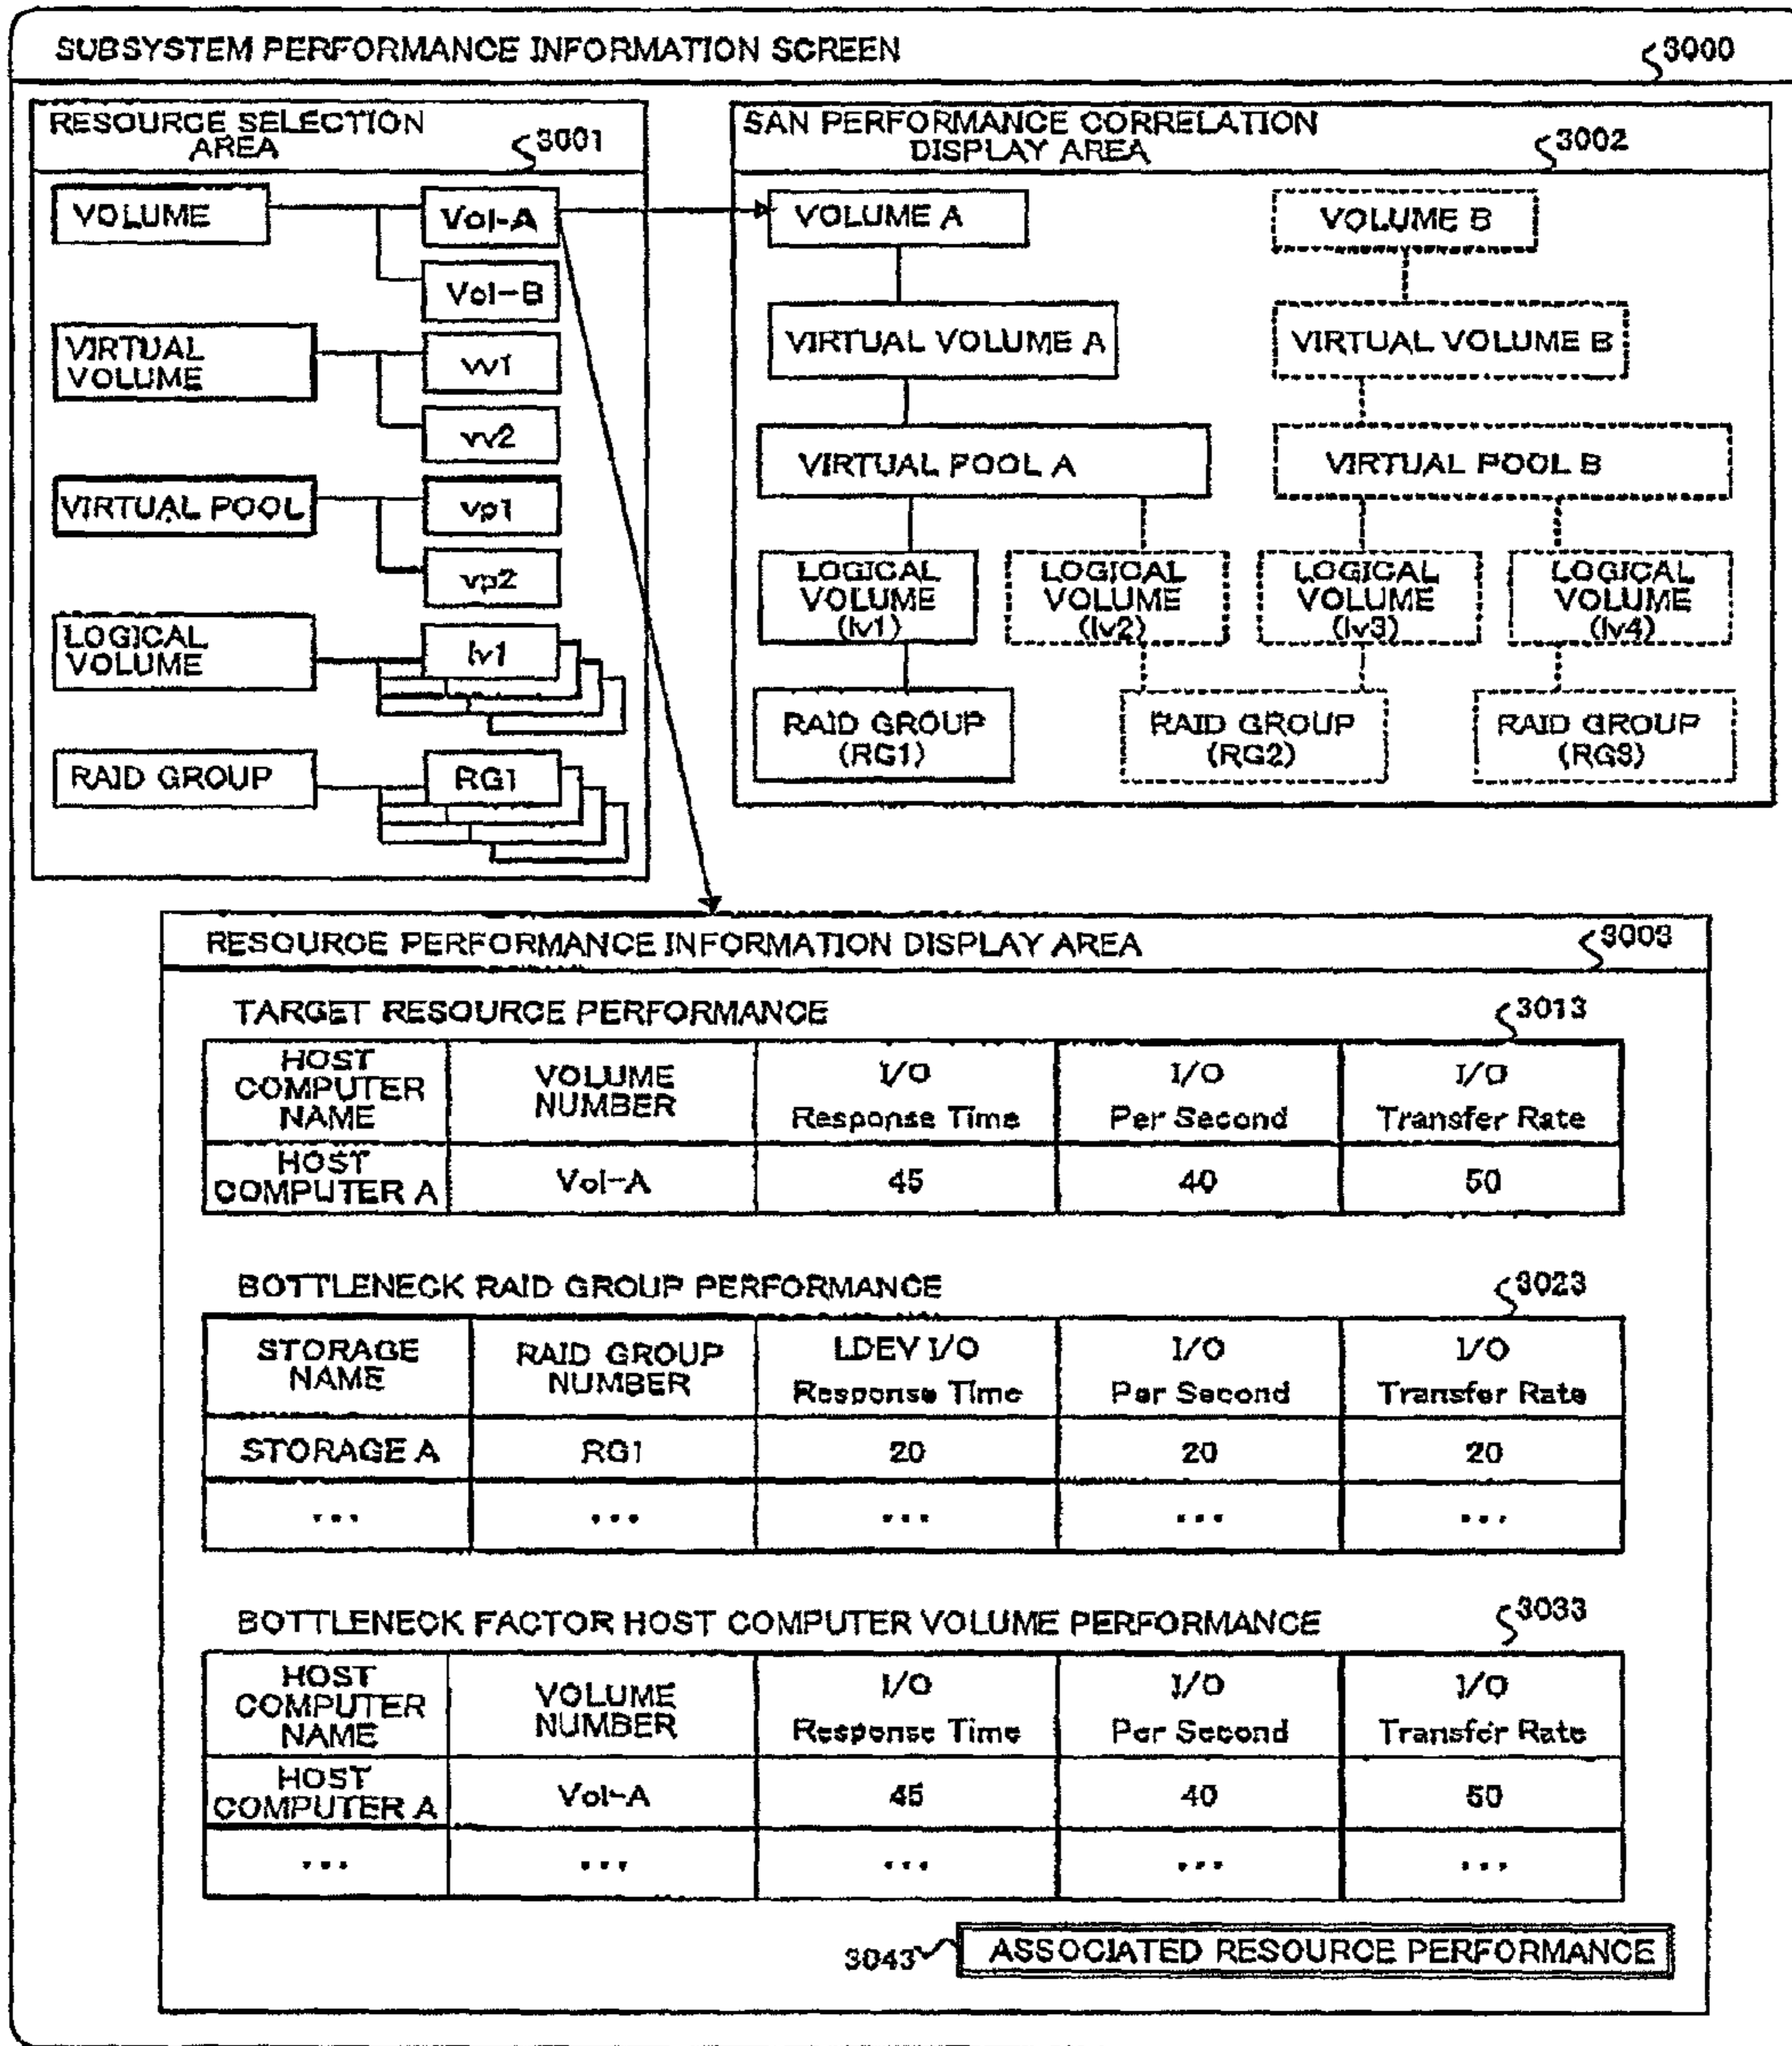 SUBSYSTEM PERFORMANCE INFORMATION SCREEN
3000
RESOURCE SELECTION
AREA
3001
VOLUME
Vol-A
Vol-B
VIRTUAL
VOLUME
vv1
vv2
VIRTUAL POOL
vp1
vp2
LOGICAL
VOLUME
lv1
RAID GROUP
RG1
SAN PERFORMANCE CORRELATION
DISPLAY AREA
3002
VOLUME A
VOLUME B
VIRTUAL VOLUME A
VIRTUAL VOLUME B
VIRTUAL POOL A
VIRTUAL POOL B
LOGICAL
VOLUME
(lv1)
LOGICAL
VOLUME
(lv2)
LOGICAL
VOLUME
(lv3)
LOGICAL
VOLUME
(lv4)
RAID GROUP
(RG1)
RAID GROUP
(RG2)
RAID GROUP
(RG3)
RESOURCE PERFORMANCE INFORMATION DISPLAY AREA
3003
TARGET RESOURCE PERFORMANCE
3013
HOST
COMPUTER
NAME
VOLUME
NUMBER
I/O
Response Time
I/O
Per Second
I/O
Transfer Rate
HOST
COMPUTER A
Vol-A
45
40
50
BOTTLENECK RAID GROUP PERFORMANCE
3023
STORAGE
NAME
RAID GROUP
NUMBER
LDEV I/O
Response Time
I/O
Per Second
I/O
Transfer Rate
STORAGE A
RG1
20
20
20
... ... ... ... ...
BOTTLENECK FACTOR HOST COMPUTER VOLUME PERFORMANCE
3033
HOST
COMPUTER
NAME
VOLUME
NUMBER
I/O
Response Time
I/O
Per Second
I/O
Transfer Rate
HOST
COMPUTER A
Vol-A
45
40
50
... ... ... ... ...
3043
ASSOCIATED RESOURCE PERFORMANCE